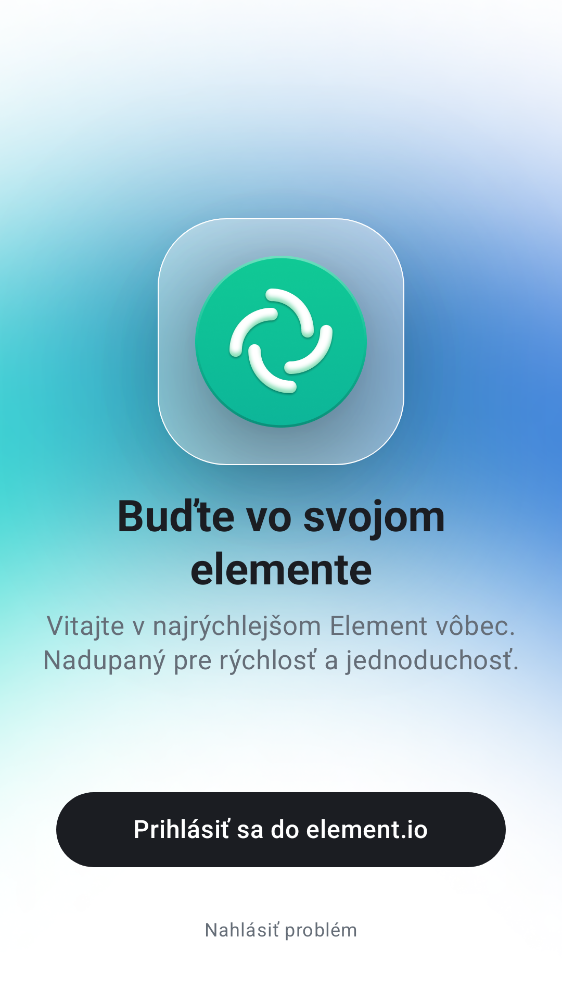 Buďte vo svojom
elemente
Vitajte v najrýchlejšom Element vôbec.
Nadupaný pre rýchlosť a jednoduchosť.
Prihlásiť sa do element.io
Nahlásiť problém